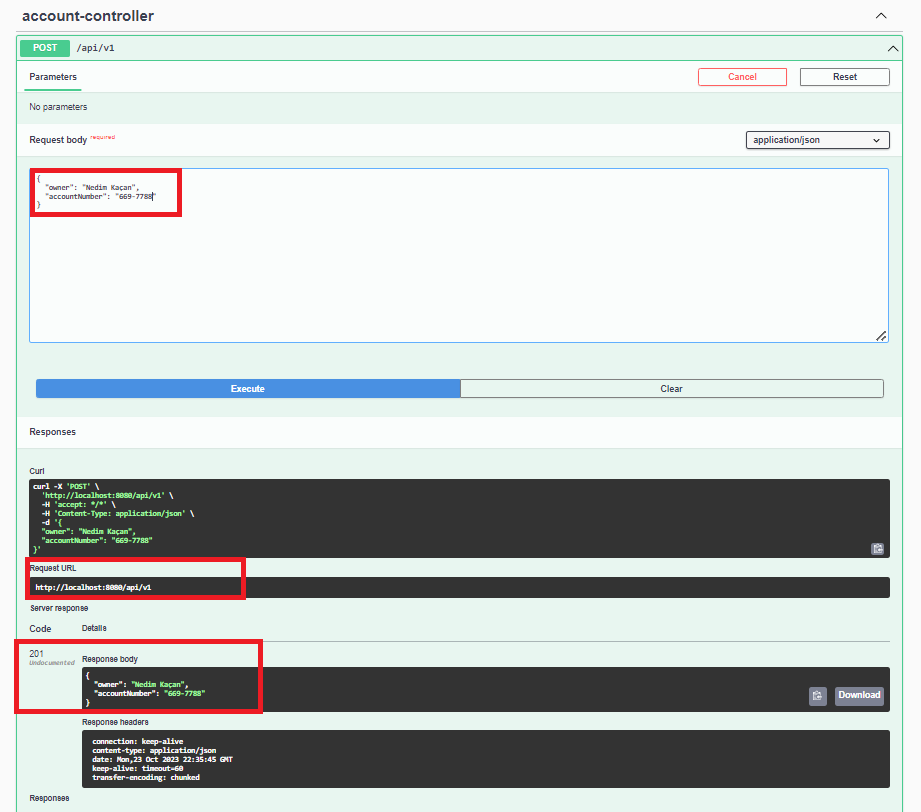 account-controller
POST /api/v1
Parameters Cancel Reset
No parameters
Request body required application/json
{
"owner": "Nedim Kaçan",
"accountNumber": "669-7788"
}
Execute Clear
Responses
Curl
curl -X 'POST' \
'http://localhost:8080/api/v1' \
-H 'accept: */*' \
-H 'Content-Type: application/json' \
-d '{
"owner": "Nedim Kaçan",
"accountNumber": "669-7788"
}'
Request URL
http://localhost:8080/api/v1
Server response
Code Details
201
Undocumented
Response body
{
"owner": "Nedim Kaçan",
"accountNumber": "669-7788"
}
Download
Response headers
connection: keep-alive
content-type: application/json
date: Mon,23 Oct 2023 22:35:45 GMT
keep-alive: timeout=60
transfer-encoding: chunked
Responses